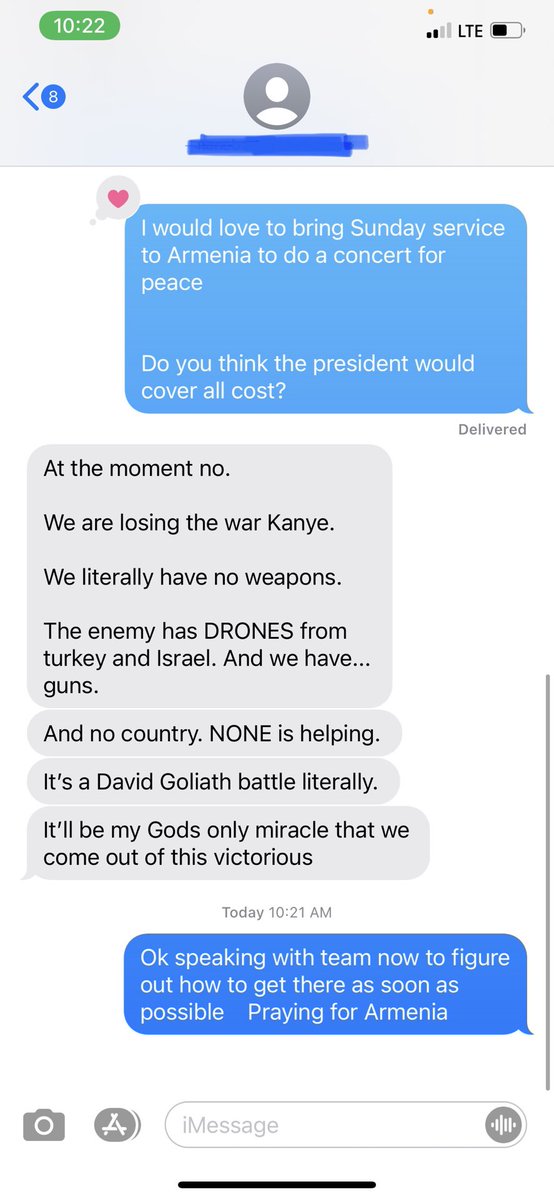 10:22
LTE
8
I would love to bring Sunday service
to Armenia to do a concert for
peace
Do you think the president would
cover all cost?
Delivered
At the moment no.
We are losing the war Kanye.
We literally have no weapons.
The enemy has DRONES from
turkey and Israel. And we have...
guns.
And no country. NONE is helping.
It’s a David Goliath battle literally.
It’ll be my Gods only miracle that we
come out of this victorious
Today 10:21 AM
Ok speaking with team now to figure
out how to get there as soon as
possible    Praying for Armenia
iMessage